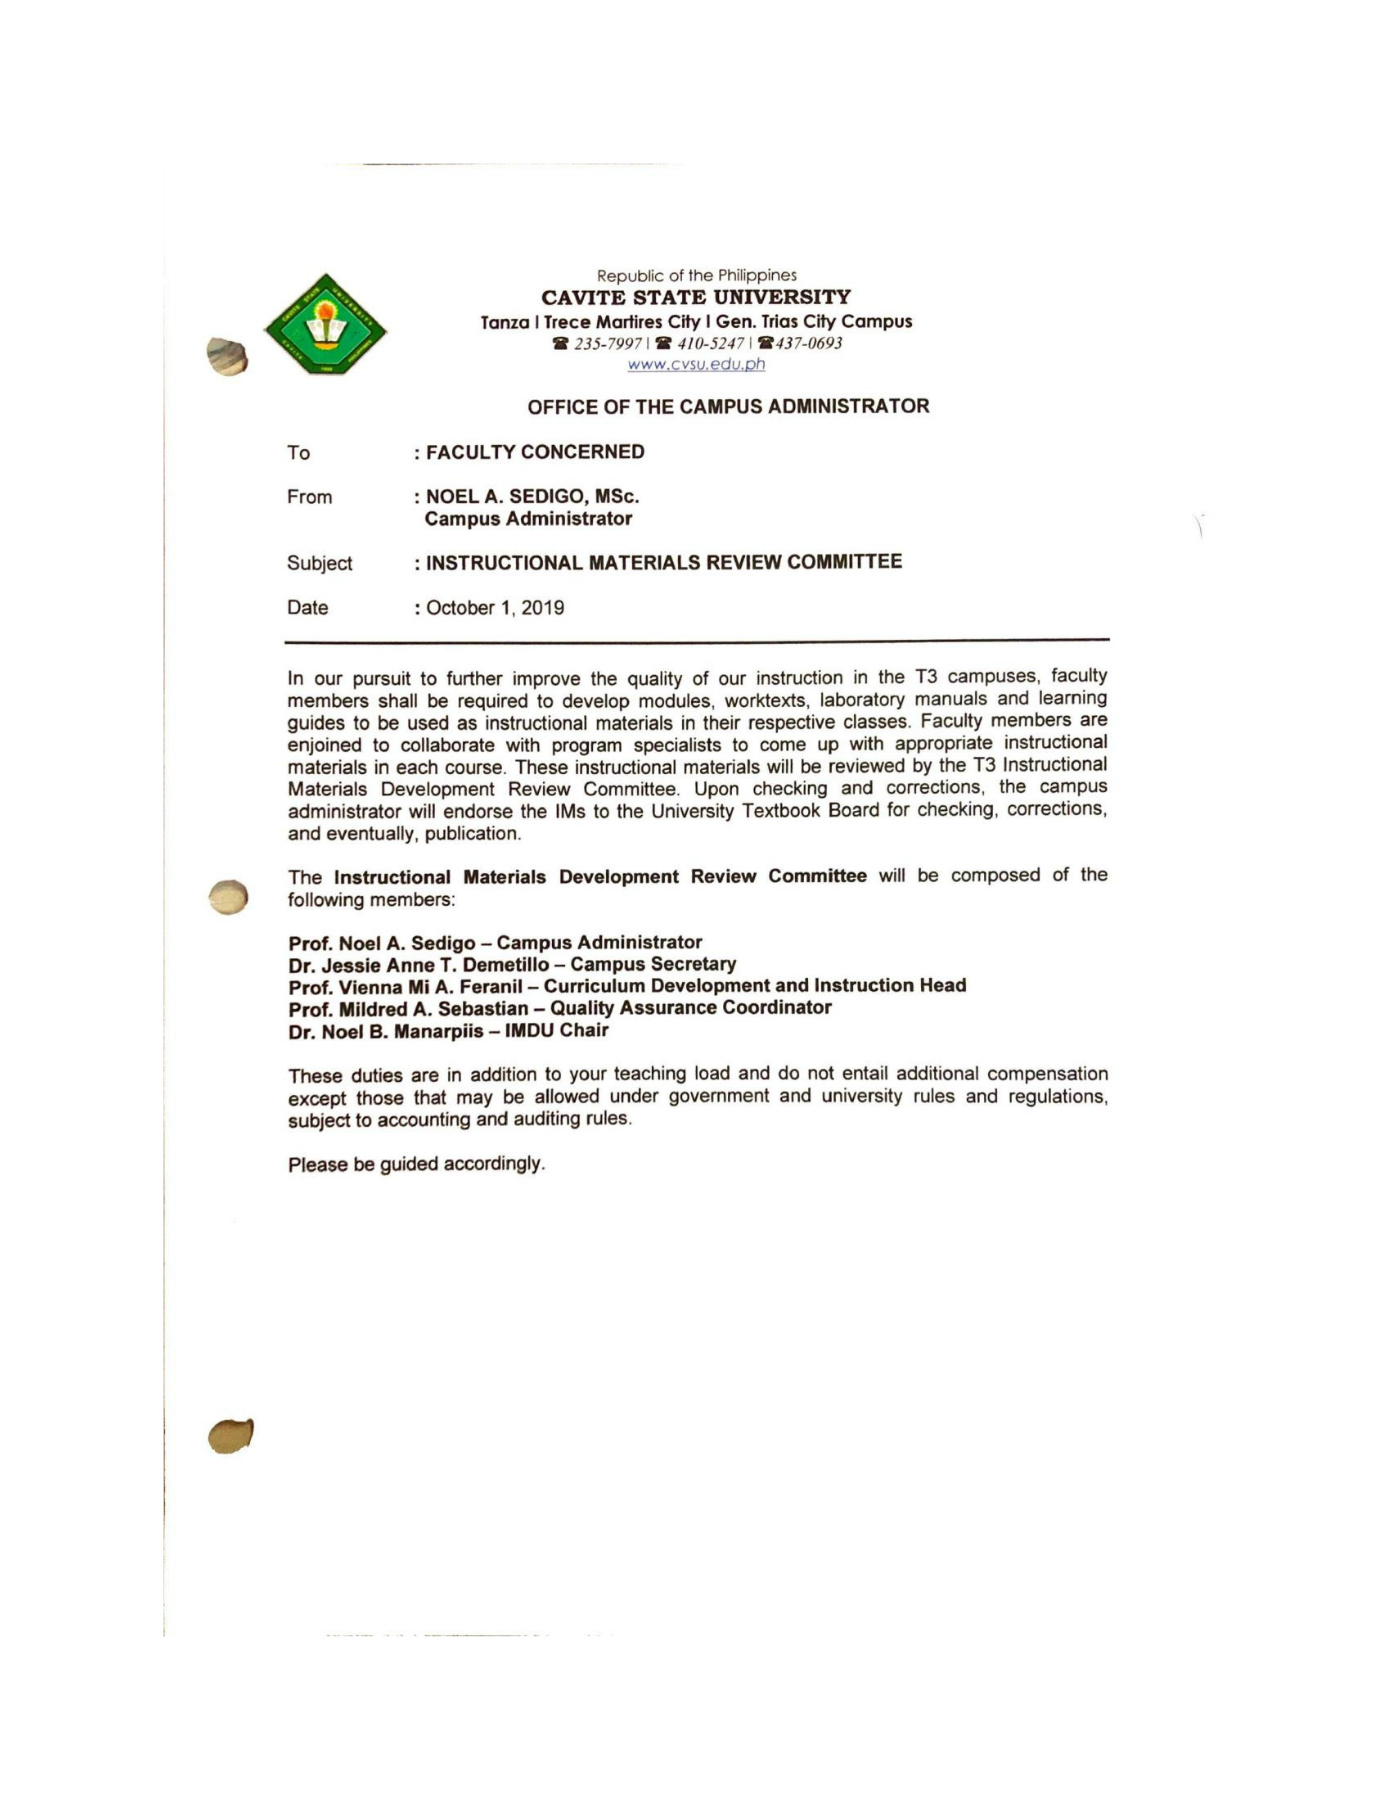 Republic of the Philippines
CAVITE STATE UNIVERSITY
Tanza | Trece Martires City | Gen. Trias City Campus
☎ 235-7997 | ☎ 410-5247 | ☎437-0693
www.cvsu.edu.ph
CAVITE STATE UNIVERSITY
CAVITE PHILIPPINES
OFFICE OF THE CAMPUS ADMINISTRATOR
To : FACULTY CONCERNED
From : NOEL A. SEDIGO, MSc.
Campus Administrator
Subject : INSTRUCTIONAL MATERIALS REVIEW COMMITTEE
Date : October 1, 2019
In our pursuit to further improve the quality of our instruction in the T3 campuses, faculty
members shall be required to develop modules, worktexts, laboratory manuals and learning
guides to be used as instructional materials in their respective classes. Faculty members are
enjoined to collaborate with program specialists to come up with appropriate instructional
materials in each course. These instructional materials will be reviewed by the T3 Instructional
Materials Development Review Committee. Upon checking and corrections, the campus
administrator will endorse the IMs to the University Textbook Board for checking, corrections,
and eventually, publication.
The Instructional Materials Development Review Committee will be composed of the
following members:
Prof. Noel A. Sedigo – Campus Administrator
Dr. Jessie Anne T. Demetillo – Campus Secretary
Prof. Vienna Mi A. Feranil – Curriculum Development and Instruction Head
Prof. Mildred A. Sebastian – Quality Assurance Coordinator
Dr. Noel B. Manarpiis – IMDU Chair
These duties are in addition to your teaching load and do not entail additional compensation
except those that may be allowed under government and university rules and regulations,
subject to accounting and auditing rules.
Please be guided accordingly.